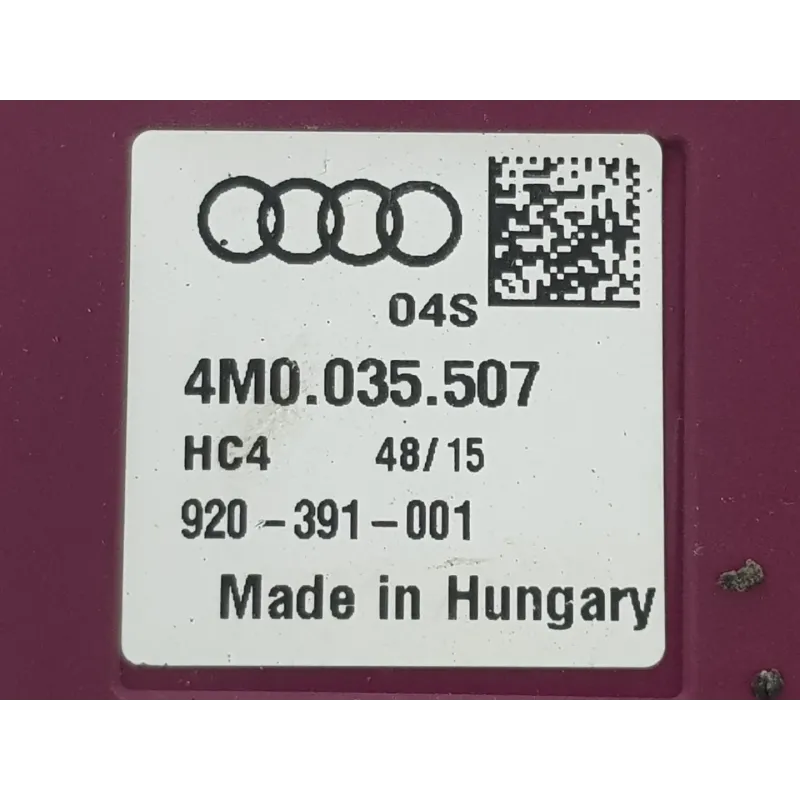 04S
4M0.035.507
HC4 48/15
920-391-001
Made in Hungary